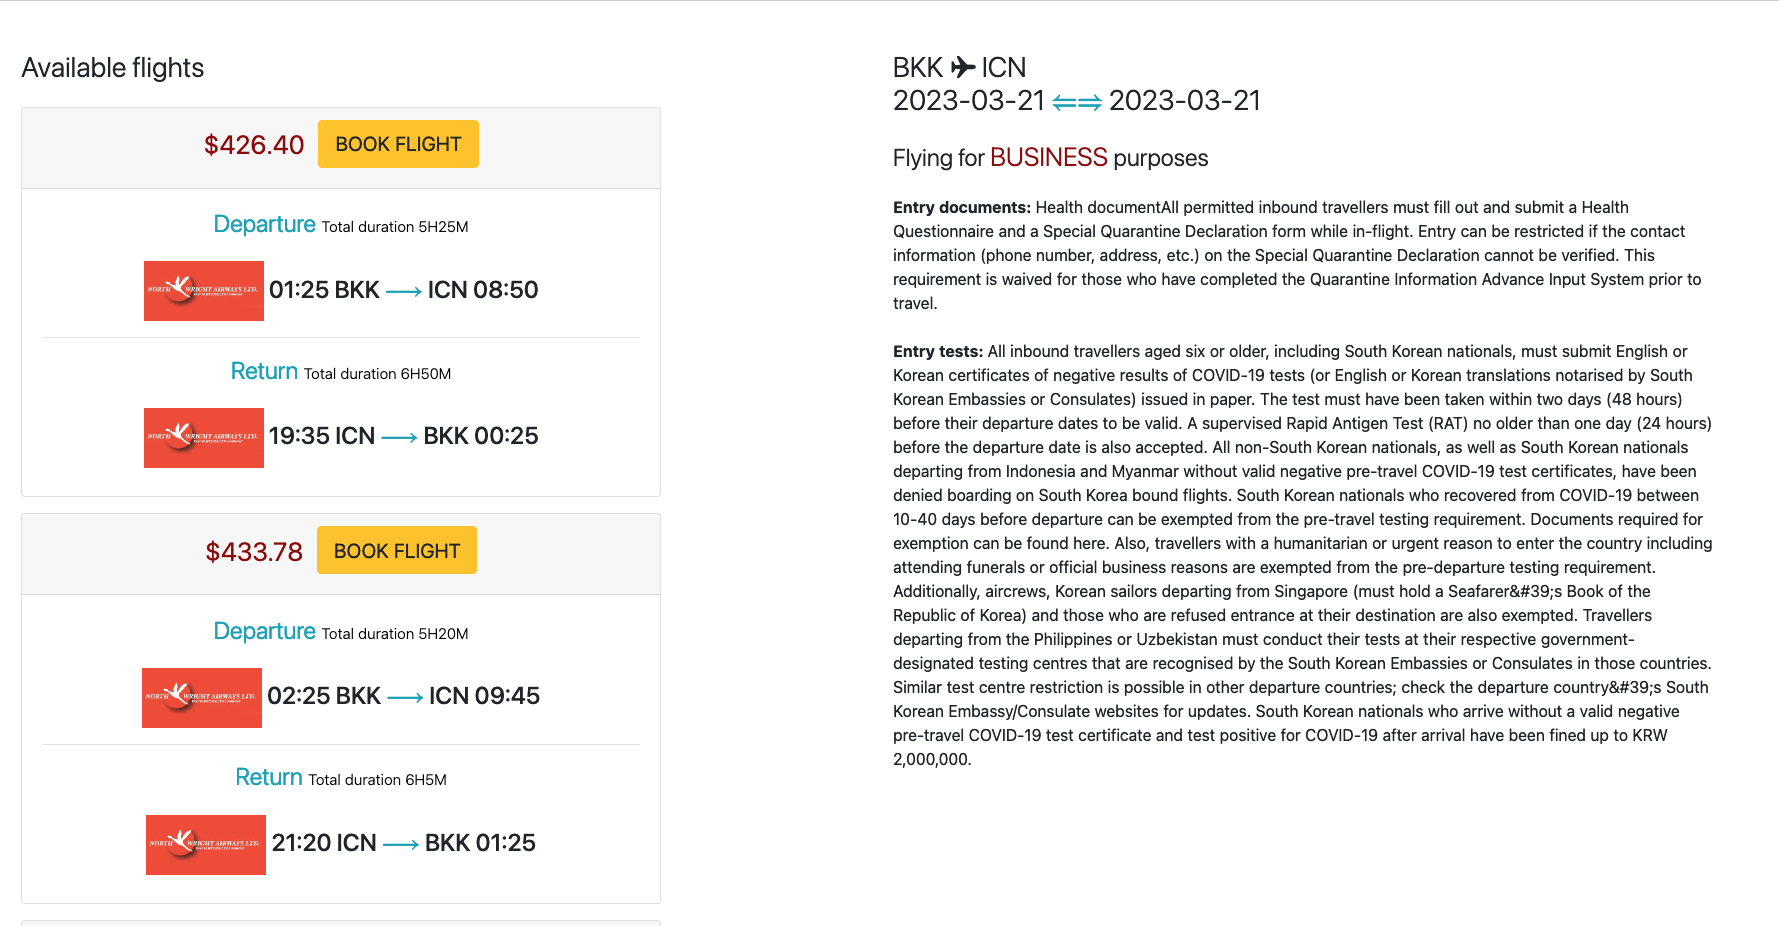 Available flights
$426.40 BOOK FLIGHT
Departure Total duration 5H25M
NORTH WRIGHT AIRWAYS LTD.
01:25 BKK ⟶ ICN 08:50
Return Total duration 6H50M
NORTH WRIGHT AIRWAYS LTD.
19:35 ICN ⟶ BKK 00:25
$433.78 BOOK FLIGHT
Departure Total duration 5H20M
NORTH WRIGHT AIRWAYS LTD.
02:25 BKK ⟶ ICN 09:45
Return Total duration 6H5M
NORTH WRIGHT AIRWAYS LTD.
21:20 ICN ⟶ BKK 01:25
BKK ✈ ICN
2023-03-21 ⇐⇒ 2023-03-21
Flying for BUSINESS purposes
Entry documents: Health documentAll permitted inbound travellers must fill out and submit a Health
Questionnaire and a Special Quarantine Declaration form while in-flight. Entry can be restricted if the contact
information (phone number, address, etc.) on the Special Quarantine Declaration cannot be verified. This
requirement is waived for those who have completed the Quarantine Information Advance Input System prior to
travel.
Entry tests: All inbound travellers aged six or older, including South Korean nationals, must submit English or
Korean certificates of negative results of COVID-19 tests (or English or Korean translations notarised by South
Korean Embassies or Consulates) issued in paper. The test must have been taken within two days (48 hours)
before their departure dates to be valid. A supervised Rapid Antigen Test (RAT) no older than one day (24 hours)
before the departure date is also accepted. All non-South Korean nationals, as well as South Korean nationals
departing from Indonesia and Myanmar without valid negative pre-travel COVID-19 test certificates, have been
denied boarding on South Korea bound flights. South Korean nationals who recovered from COVID-19 between
10-40 days before departure can be exempted from the pre-travel testing requirement. Documents required for
exemption can be found here. Also, travellers with a humanitarian or urgent reason to enter the country including
attending funerals or official business reasons are exempted from the pre-departure testing requirement.
Additionally, aircrews, Korean sailors departing from Singapore (must hold a Seafarer&#39;s Book of the
Republic of Korea) and those who are refused entrance at their destination are also exempted. Travellers
departing from the Philippines or Uzbekistan must conduct their tests at their respective government-
designated testing centres that are recognised by the South Korean Embassies or Consulates in those countries.
Similar test centre restriction is possible in other departure countries; check the departure country&#39;s South
Korean Embassy/Consulate websites for updates. South Korean nationals who arrive without a valid negative
pre-travel COVID-19 test certificate and test positive for COVID-19 after arrival have been fined up to KRW
2,000,000.